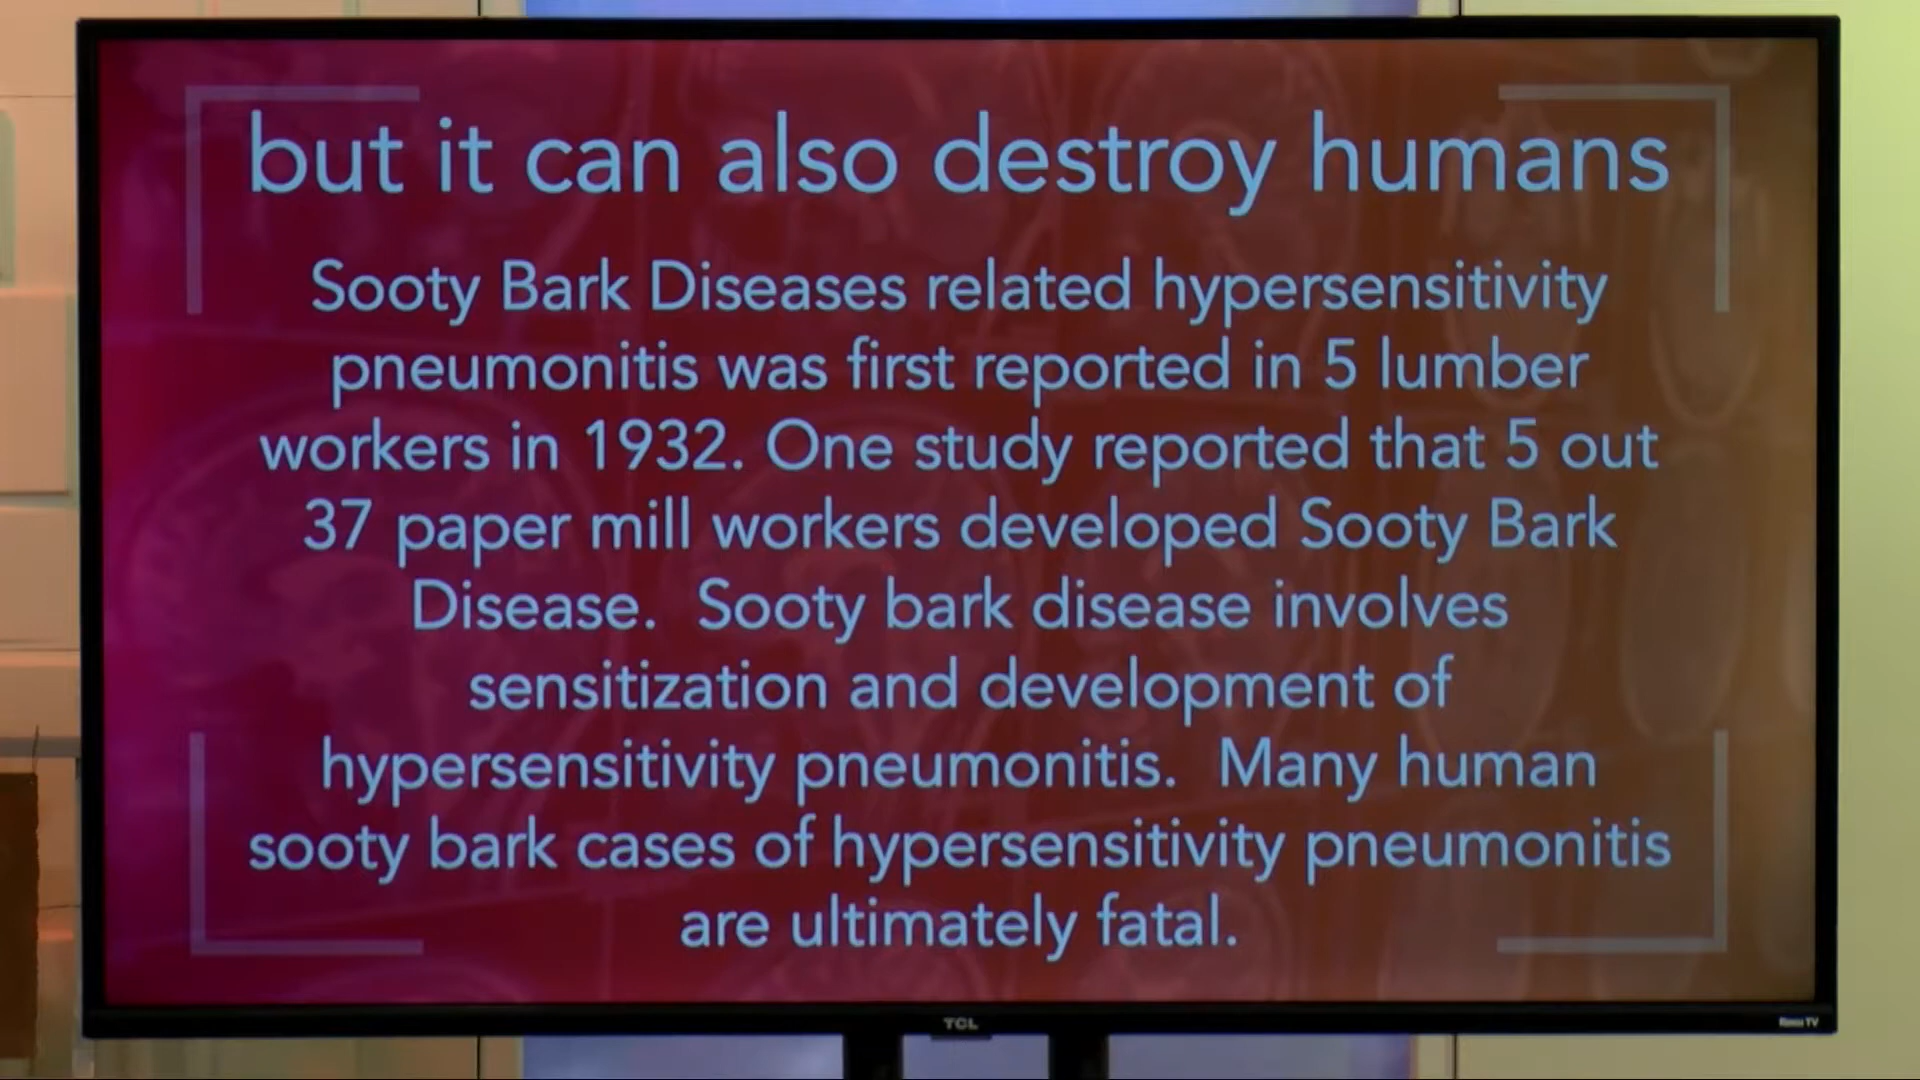 but it can also destroy humans
Sooty Bark Diseases related hypersensitivity
pneumonitis was first reported in 5 lumber
workers in 1932. One study reported that 5 out
37 paper mill workers developed Sooty Bark
Disease. Sooty bark disease involves
sensitization and development of
hypersensitivity pneumonitis. Many human
sooty bark cases of hypersensitivity pneumonitis
are ultimately fatal.
TCL
Roku TV